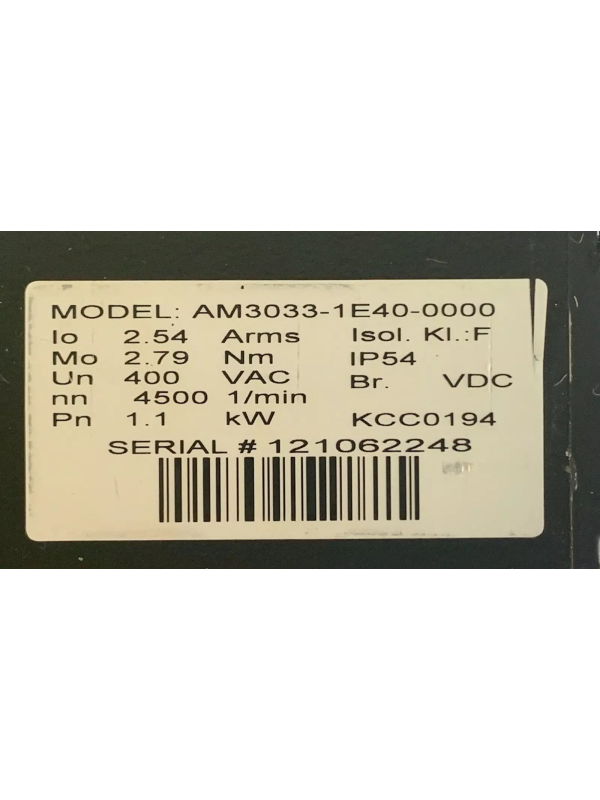 MODEL: AM3033-1E40-0000
Io 2.54 Arms Isol. Kl.:F
Mo 2.79 Nm IP54
Un 400 VAC Br. VDC
nn 4500 1/min
Pn 1.1 kW KCC0194
SERIAL # 121062248